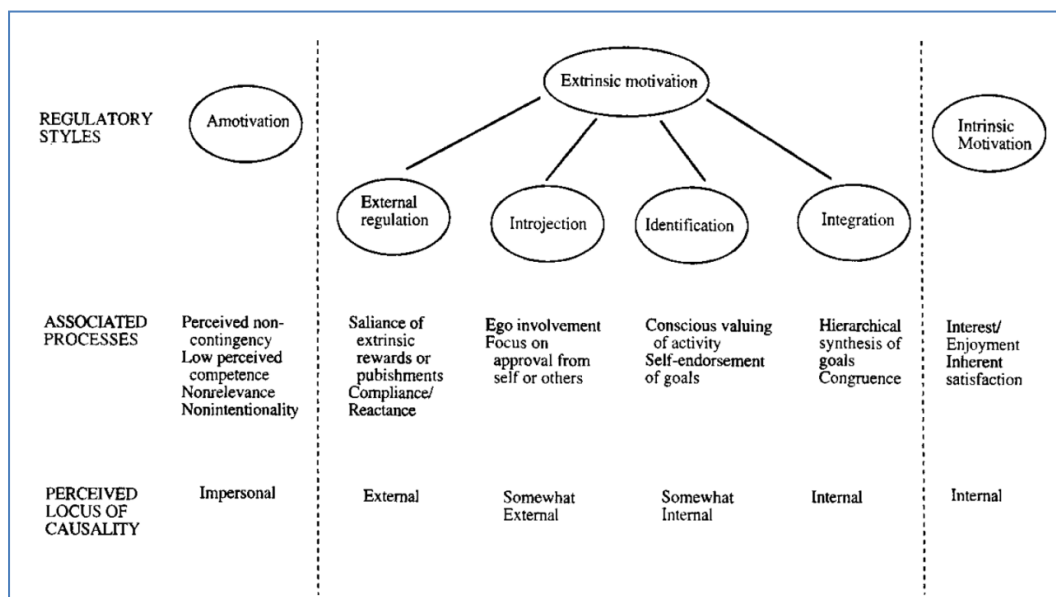 Extrinsic motivation
REGULATORY
STYLES
Amotivation
Intrinsic
Motivation
External
regulation
Introjection
Identification
Integration
ASSOCIATED
PROCESSES
Perceived non-
contingency
Low perceived
competence
Nonrelevance
Nonintentionality
Saliance of
extrinsic
rewards or
pubishments
Compliance/
Reactance
Ego involvement
Focus on
approval from
self or others
Conscious valuing
of activity
Self-endorsement
of goals
Hierarchical
synthesis of
goals
Congruence
Interest/
Enjoyment
Inherent
satisfaction
PERCEIVED
LOCUS OF
CAUSALITY
Impersonal
External
Somewhat
External
Somewhat
Internal
Internal
Internal